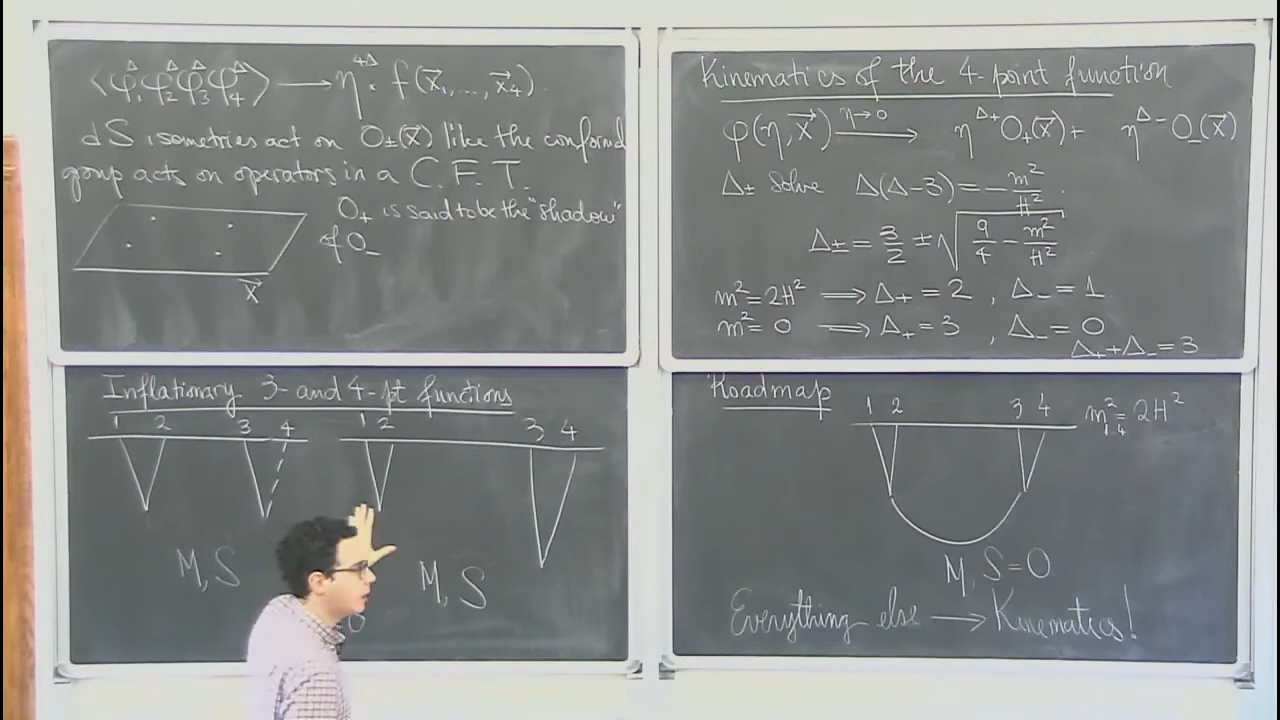 ⟨φ₁^Δ φ₂^Δ φ₃^Δ φ₄^Δ⟩ → η^{4Δ} · f(x⃗₁, ..., x⃗₄).
dS isometries act on O±(x⃗) like the conformal
group acts on operators in a C.F.T.
O₊ is said to be the "shadow"
of O₋
x⃗
Kinematics of the 4-point function
φ(η, x⃗) →^{η→0} η^{Δ₊} O₊(x⃗) + η^{Δ₋} O₋(x⃗)
Δ± solve Δ(Δ-3) = -m²/H².
Δ± = 3/2 ± √(9/4 - m²/H²)
m² = 2H² ⟹ Δ₊ = 2, Δ₋ = 1
m² = 0 ⟹ Δ₊ = 3, Δ₋ = 0
Δ₊ + Δ₋ = 3
Inflationary 3- and 4-pt functions
1 2 3 4 1 2 3 4
M, S M, S
Roadmap
1 2 3 4 m²₁₋₄ = 2H²
M, S=0
Everything else → Kinematics!